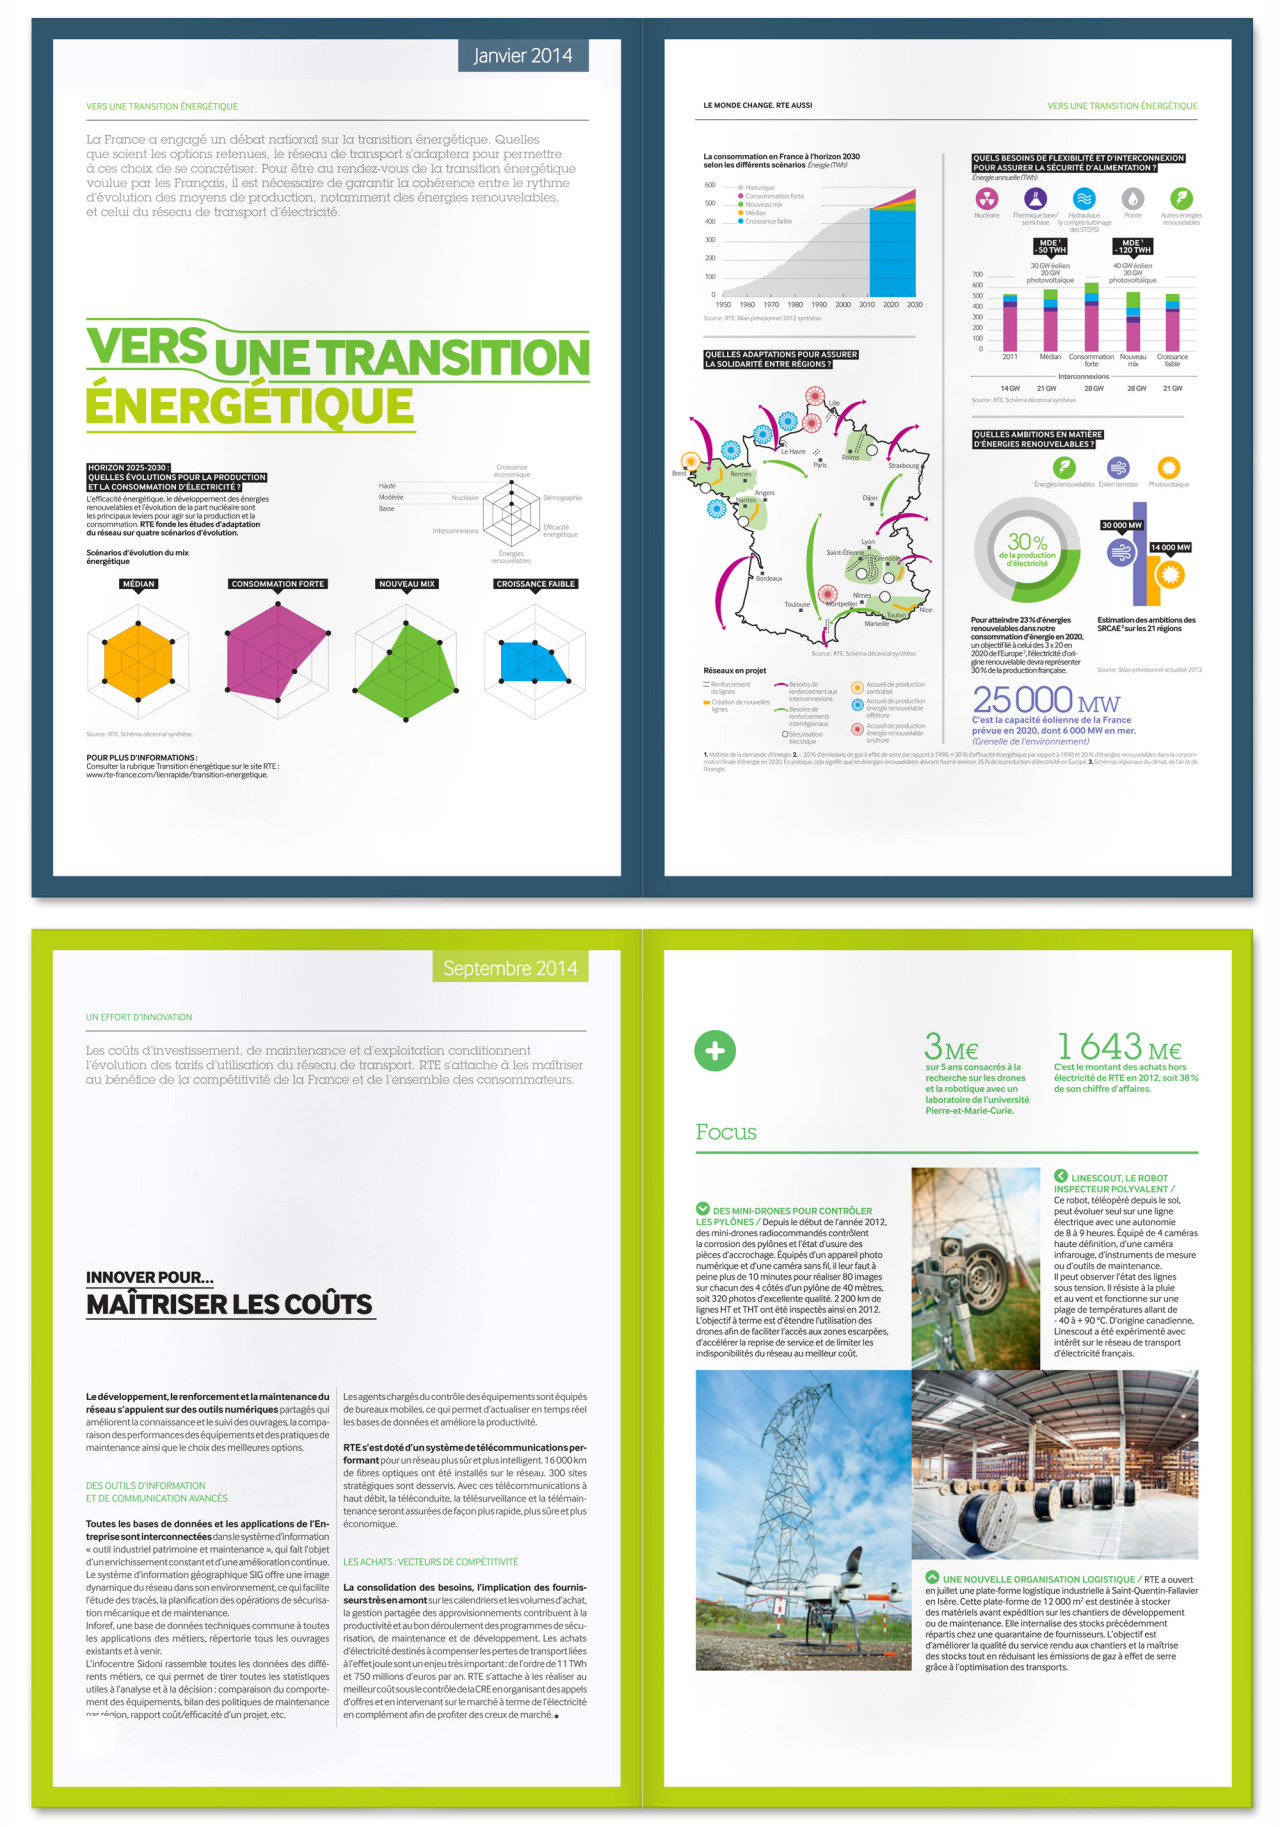 Janvier 2014
VERS UNE TRANSITION ÉNERGÉTIQUE
La France a engagé un débat national sur la transition énergétique. Quelles
que soient les options retenues, le réseau de transport s'adaptera pour permettre
à ces choix de se concrétiser. Pour être au rendez-vous de la transition énergétique
voulue par les Français, il est nécessaire de garantir la cohérence entre le rythme
d'évolution des moyens de production, notamment des énergies renouvelables,
et celui du réseau de transport d'électricité.
VERS UNE TRANSITION
ÉNERGÉTIQUE
HORIZON 2025-2030 :
QUELLES ÉVOLUTIONS POUR LA PRODUCTION
ET LA CONSOMMATION D'ÉLECTRICITÉ ?
L'efficacité énergétique, le développement des énergies
renouvelables et l'évolution de la part nucléaire sont
les principaux leviers pour agir sur la production et la
consommation. RTE fonde les études d'adaptation
du réseau sur quatre scénarios d'évolution.
Scénarios d'évolution du mix
énergétique
Croissance
économique
Haute
Modérée
Basse
Nucléaire
Démographie
Interconnexions
Efficacité
énergétique
Énergies
renouvelables
MÉDIAN
CONSOMMATION FORTE
NOUVEAU MIX
CROISSANCE FAIBLE
Source : RTE, Schéma décennal synthèse.
POUR PLUS D'INFORMATIONS :
Consulter la rubrique Transition énergétique sur le site RTE :
www.rte-france.com/lienrapide/transition-energetique.
LE MONDE CHANGE. RTE AUSSI
VERS UNE TRANSITION ÉNERGÉTIQUE
La consommation en France à l'horizon 2030
selon les différents scénarios Énergie (TWh)
600
500
400
300
200
100
0
Historique
Consommation forte
Nouveau mix
Médian
Croissance faible
1950 1960 1970 1980 1990 2000 2010 2020 2030
Source : RTE, Bilan prévisionnel 2012 synthèse.
QUELLES ADAPTATIONS POUR ASSURER
LA SOLIDARITÉ ENTRE RÉGIONS ?
Lille
Le Havre
Paris
Reims
Strasbourg
Brest
Rennes
Angers
Nantes
Dijon
Lyon
Saint-Étienne
Grenoble
Bordeaux
Toulouse
Montpellier
Nîmes
Marseille
Toulon
Nice
Source : RTE, Schéma décennal synthèse.
Réseaux en projet
Renforcement
de lignes
Création de nouvelles
lignes
Besoins de
renforcement aux
interconnexions
Besoins de
renforcements
interrégionaux
Sécurisation
électrique
Accueil de production
centralisé
Accueil de production
énergie renouvelable
offshore
Accueil de production
énergie renouvelable
onshore
QUELS BESOINS DE FLEXIBILITÉ ET D'INTERCONNEXION
POUR ASSURER LA SÉCURITÉ D'ALIMENTATION ?
Énergie annuelle (TWh)
Nucléaire
Thermique base/
semi-base
Hydraulique
(y compris turbinage
des STEPS)
Pointe
Autres énergies
renouvelables
MDE 1
- 50 TWH
MDE 1
- 120 TWH
30 GW éolien
20 GW
photovoltaïque
40 GW éolien
30 GW
photovoltaïque
700
600
500
400
300
200
100
0
2011
Médian
Consommation
forte
Nouveau
mix
Croissance
faible
Interconnexions
14 GW 21 GW 28 GW 28 GW 21 GW
Source : RTE, Schéma décennal synthèse.
QUELLES AMBITIONS EN MATIÈRE
D'ÉNERGIES RENOUVELABLES ?
Énergies renouvelables
Éolien terrestre
Photovoltaïque
30 %
de la production
d'électricité
30 000 MW
14 000 MW
Pour atteindre 23 % d'énergies
renouvelables dans notre
consommation d'énergie en 2020,
un objectif lié à celui des 3 x 20 en
2020 de l'Europe 2, l'électricité d'ori-
gine renouvelable devra représenter
30 % de la production française.
Estimation des ambitions des
SRCAE 3 sur les 21 régions
Source : Bilan prévisionnel actualisé 2013.
25 000 MW
C'est la capacité éolienne de la France
prévue en 2020, dont 6 000 MW en mer.
(Grenelle de l'environnement)
1. Maîtrise de la demande d'énergie. 2. – 20 % d'émissions de gaz à effet de serre par rapport à 1990, + 20 % d'efficacité énergétique par rapport à 1990 et 20 % d'énergies renouvelables dans la consom-
mation finale d'énergie en 2020. En pratique, cela signifie que les énergies renouvelables devront fournir environ 35 % de la production d'électricité en Europe. 3. Schémas régionaux du climat, de l'air et de
l'énergie.
Septembre 2014
UN EFFORT D'INNOVATION
Les coûts d'investissement, de maintenance et d'exploitation conditionnent
l'évolution des tarifs d'utilisation du réseau de transport. RTE s'attache à les maîtriser
au bénéfice de la compétitivité de la France et de l'ensemble des consommateurs.
INNOVER POUR...
MAÎTRISER LES COÛTS
Le développement, le renforcement et la maintenance du
réseau s'appuient sur des outils numériques partagés qui
améliorent la connaissance et le suivi des ouvrages, la compa-
raison des performances des équipements et des pratiques de
maintenance ainsi que le choix des meilleures options.
DES OUTILS D'INFORMATION
ET DE COMMUNICATION AVANCÉS
Toutes les bases de données et les applications de l'En-
treprise sont interconnectées dans le système d'information
« outil industriel patrimoine et maintenance », qui fait l'objet
d'un enrichissement constant et d'une amélioration continue.
Le système d'information géographique SIG offre une image
dynamique du réseau dans son environnement, ce qui facilite
l'étude des tracés, la planification des opérations de sécurisa-
tion mécanique et de maintenance.
Inforef, une base de données techniques commune à toutes
les applications des métiers, répertorie tous les ouvrages
existants et à venir.
L'infocentre Sidoni rassemble toutes les données des diffé-
rents métiers, ce qui permet de tirer toutes les statistiques
utiles à l'analyse et à la décision : comparaison du comporte-
ment des équipements, bilan des politiques de maintenance
par région, rapport coût/efficacité d'un projet, etc.
Les agents chargés du contrôle des équipements sont équipés
de bureaux mobiles, ce qui permet d'actualiser en temps réel
les bases de données et améliore la productivité.
RTE s'est doté d'un système de télécommunications per-
formant pour un réseau plus sûr et plus intelligent. 16 000 km
de fibres optiques ont été installés sur le réseau. 300 sites
stratégiques sont desservis. Avec ces télécommunications à
haut débit, la téléconduite, la télésurveillance et la télémain-
tenance seront assurées de façon plus rapide, plus sûre et plus
économique.
LES ACHATS : VECTEURS DE COMPÉTITIVITÉ
La consolidation des besoins, l'implication des fournis-
seurs très en amont sur les calendriers et les volumes d'achat,
la gestion partagée des approvisionnements contribuent à la
productivité et au bon déroulement des programmes de sécu-
risation, de maintenance et de développement. Les achats
d'électricité destinés à compenser les pertes de transport liées
à l'effet joule sont un enjeu très important : de l'ordre de 11 TWh
et 750 millions d'euros par an. RTE s'attache à les réaliser au
meilleur coût sous le contrôle de la CRE en organisant des appels
d'offres et en intervenant sur le marché à terme de l'électricité
en complément afin de profiter des creux de marché.
3 M€
sur 5 ans consacrés à la
recherche sur les drones
et la robotique avec un
laboratoire de l'université
Pierre-et-Marie-Curie.
1 643 M€
C'est le montant des achats hors
électricité de RTE en 2012, soit 38 %
de son chiffre d'affaires.
Focus
DES MINI-DRONES POUR CONTRÔLER
LES PYLÔNES / Depuis le début de l'année 2012,
des mini-drones radiocommandés contrôlent
la corrosion des pylônes et l'état d'usure des
pièces d'accrochage. Équipés d'un appareil photo
numérique et d'une caméra sans fil, il leur faut à
peine plus de 10 minutes pour réaliser 80 images
sur chacun des 4 côtés d'un pylône de 40 mètres,
soit 320 photos d'excellente qualité. 2 200 km de
lignes HT et THT ont été inspectés ainsi en 2012.
L'objectif à terme est d'étendre l'utilisation des
drones afin de faciliter l'accès aux zones escarpées,
d'accélérer la reprise de service et de limiter les
indisponibilités du réseau au meilleur coût.
LINESCOUT, LE ROBOT
INSPECTEUR POLYVALENT /
Ce robot, téléopéré depuis le sol,
peut évoluer seul sur une ligne
électrique avec une autonomie
de 8 à 9 heures. Équipé de 4 caméras
haute définition, d'une caméra
infrarouge, d'instruments de mesure
ou d'outils de maintenance.
Il peut observer l'état des lignes
sous tension. Il résiste à la pluie
et au vent et fonctionne sur une
plage de températures allant de
- 40 à + 90 °C. D'origine canadienne,
Linescout a été expérimenté avec
intérêt sur le réseau de transport
d'électricité français.
UNE NOUVELLE ORGANISATION LOGISTIQUE / RTE a ouvert
en juillet une plate-forme logistique industrielle à Saint-Quentin-Fallavier
en Isère. Cette plate-forme de 12 000 m² est destinée à stocker
des matériels avant expédition sur les chantiers de développement
ou de maintenance. Elle internalise des stocks précédemment
répartis chez une quarantaine de fournisseurs. L'objectif est
d'améliorer la qualité du service rendu aux chantiers et la maîtrise
des stocks tout en réduisant les émissions de gaz à effet de serre
grâce à l'optimisation des transports.